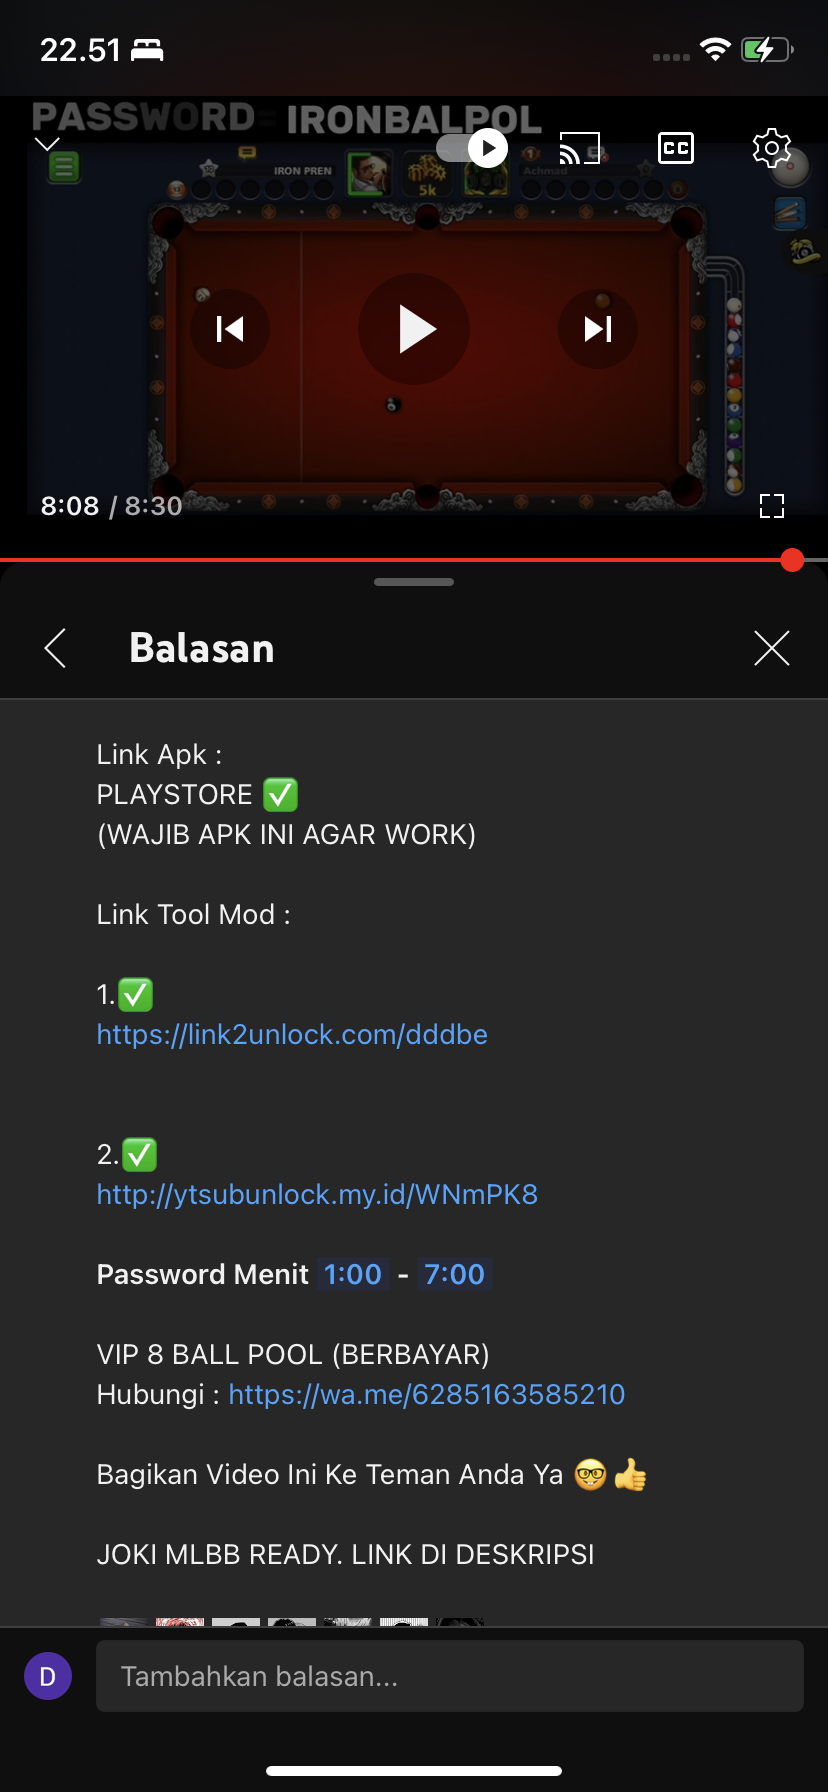 22.51
PASSWORD = IRONBALPOL
CC
IRON PREN
5k
Achmad
8:08 / 8:30
Balasan
Link Apk :
PLAYSTORE ✅
(WAJIB APK INI AGAR WORK)
Link Tool Mod :
1.✅
https://link2unlock.com/dddbe
2.✅
http://ytsubunlock.my.id/WNmPK8
Password Menit 1:00 - 7:00
VIP 8 BALL POOL (BERBAYAR)
Hubungi : https://wa.me/6285163585210
Bagikan Video Ini Ke Teman Anda Ya 🤓👍
JOKI MLBB READY. LINK DI DESKRIPSI
D
Tambahkan balasan...